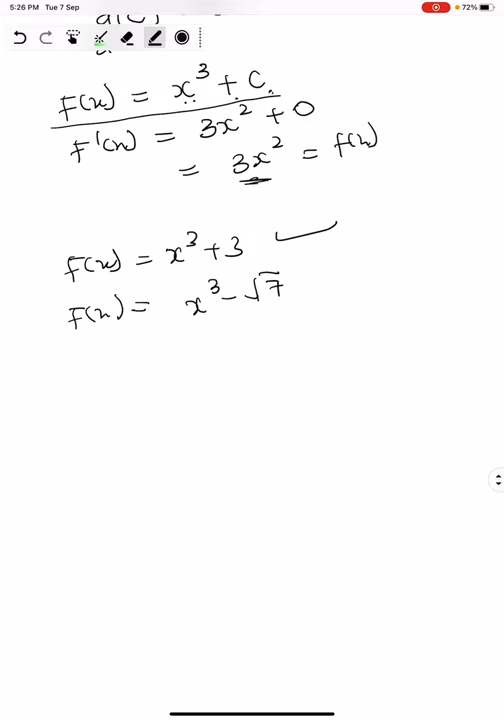 5:26 PM Tue 7 Sep
72%
F(x) = x³ + C
F'(x) = 3x² + 0
= 3x² = f(x)
F(x) = x³ + 3
F(x) = x³ - √7